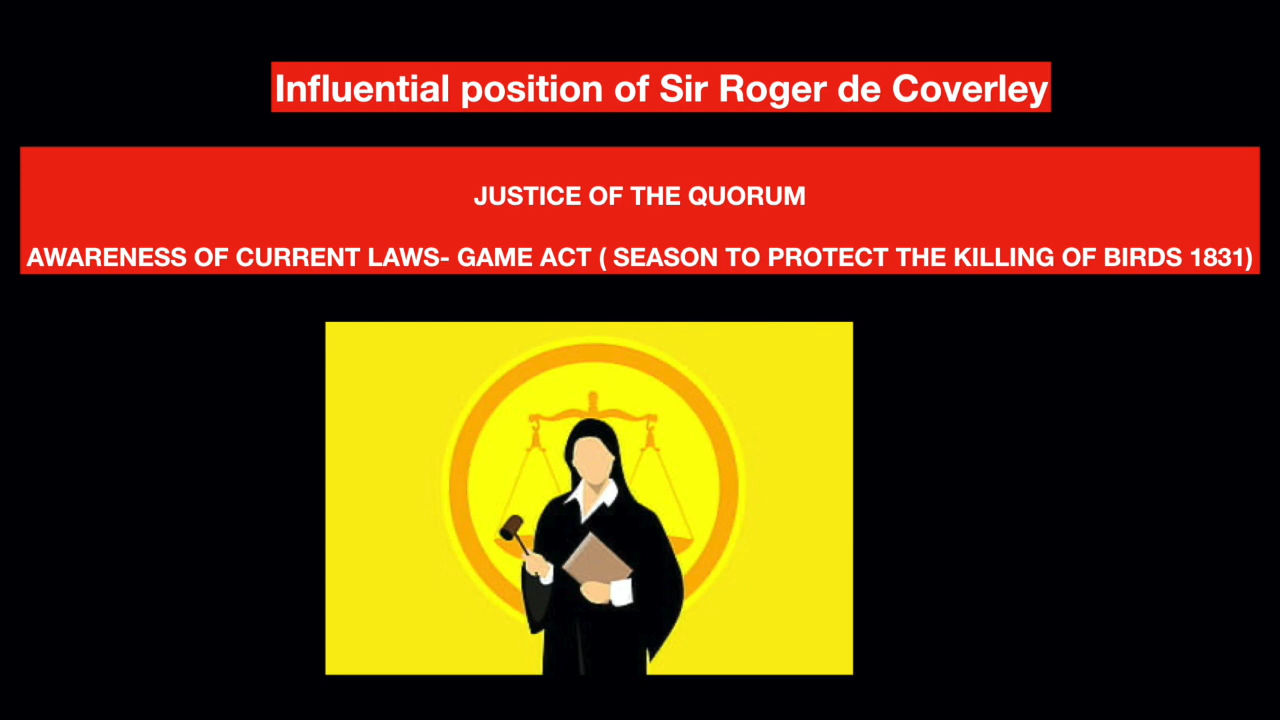 Influential position of Sir Roger de Coverley
JUSTICE OF THE QUORUM
AWARENESS OF CURRENT LAWS- GAME ACT ( SEASON TO PROTECT THE KILLING OF BIRDS 1831)